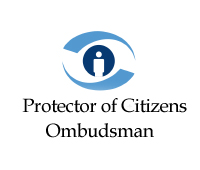 Protector of Citizens
Ombudsman